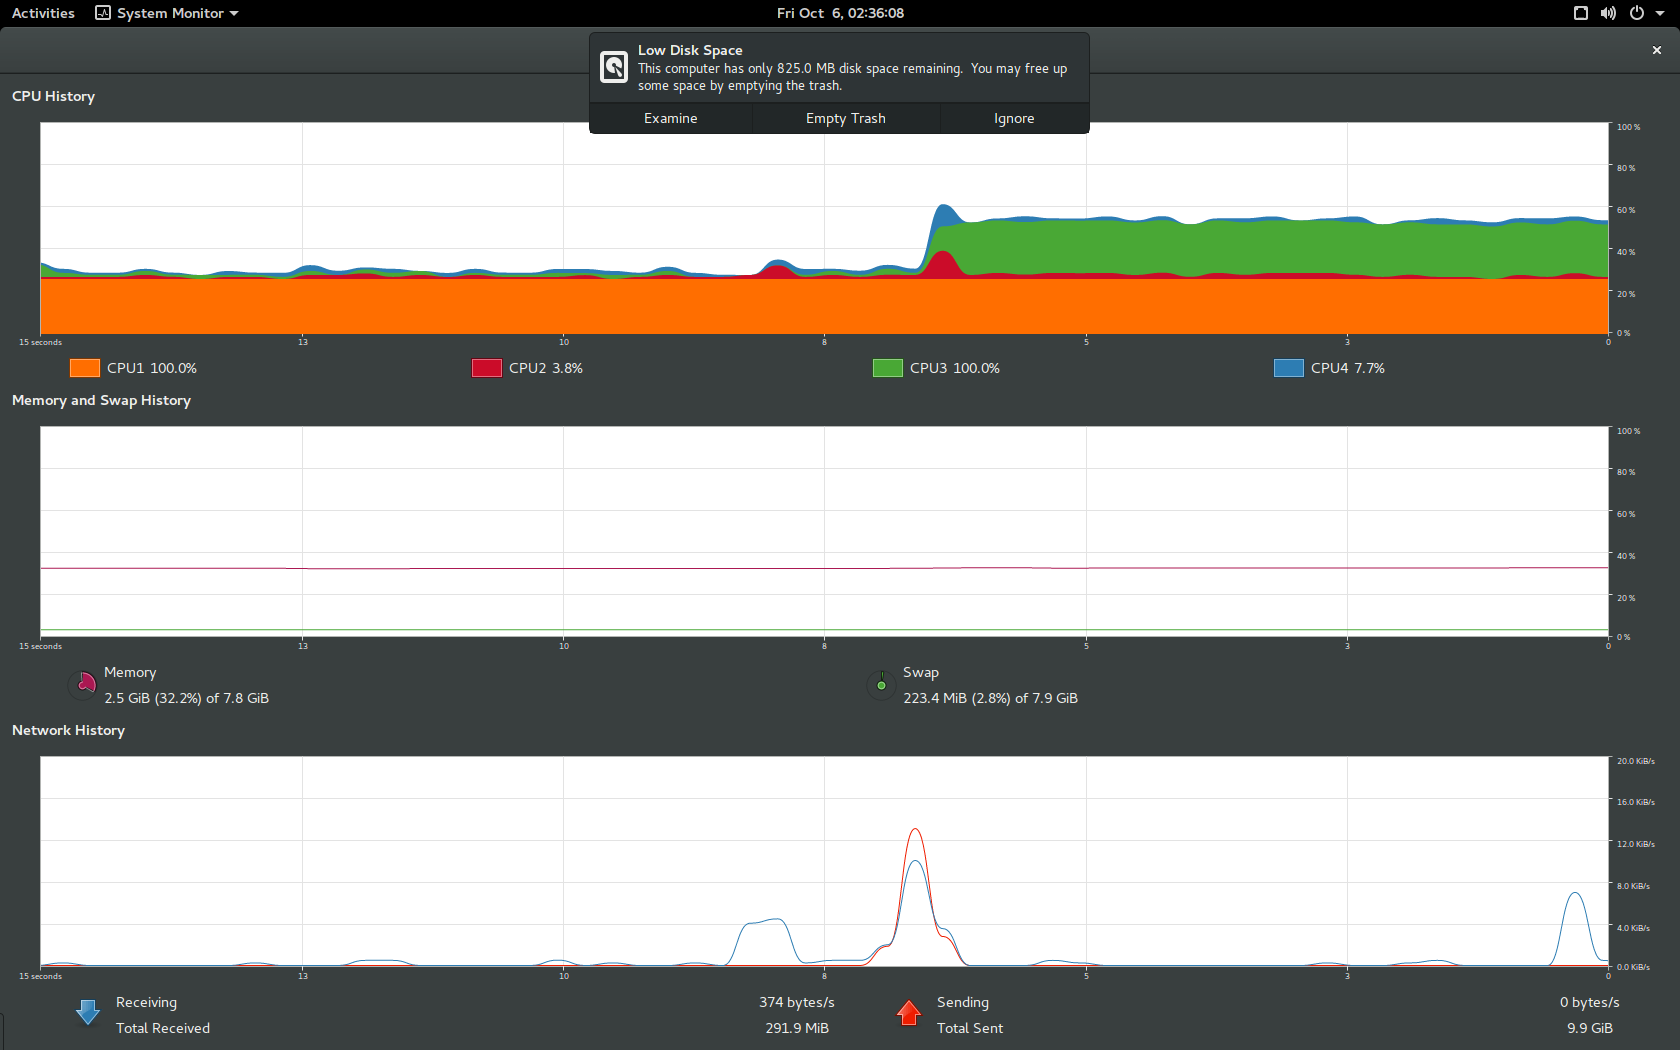 Activities System Monitor Fri Oct 6, 02:36:08
Low Disk Space
This computer has only 825.0 MB disk space remaining. You may free up
some space by emptying the trash.
Examine Empty Trash Ignore
CPU History
100 %
80 %
60 %
40 %
20 %
0 %
15 seconds 13 10 8 5 3 0
CPU1 100.0% CPU2 3.8% CPU3 100.0% CPU4 7.7%
Memory and Swap History
100 %
80 %
60 %
40 %
20 %
0 %
15 seconds 13 10 8 5 3 0
Memory
2.5 GiB (32.2%) of 7.8 GiB
Swap
223.4 MiB (2.8%) of 7.9 GiB
Network History
20.0 KiB/s
16.0 KiB/s
12.0 KiB/s
8.0 KiB/s
4.0 KiB/s
0.0 KiB/s
15 seconds 13 10 8 5 3 0
Receiving 374 bytes/s
Total Received 291.9 MiB
Sending 0 bytes/s
Total Sent 9.9 GiB